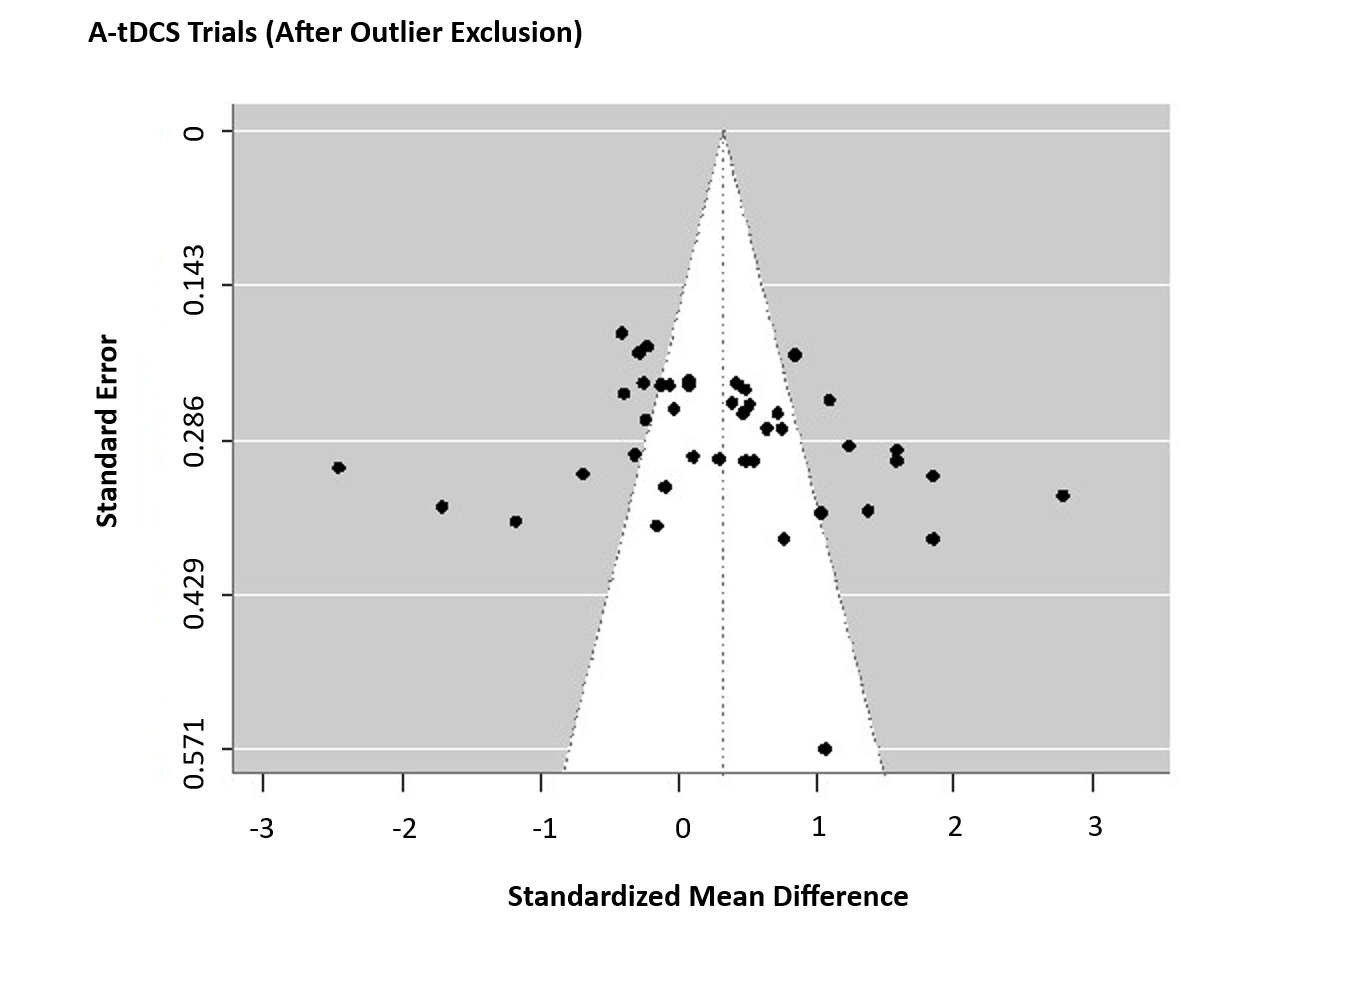 A-tDCS Trials (After Outlier Exclusion)
Standard Error
0
0.143
0.286
0.429
0.571
-3 -2 -1 0 1 2 3
Standardized Mean Difference